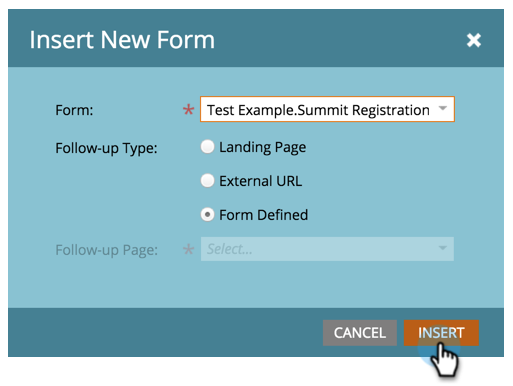 Insert New Form
Form: * Test Example.Summit Registration
Follow-up Type: Landing Page
External URL
Form Defined
Follow-up Page: * Select...
CANCEL INSERT